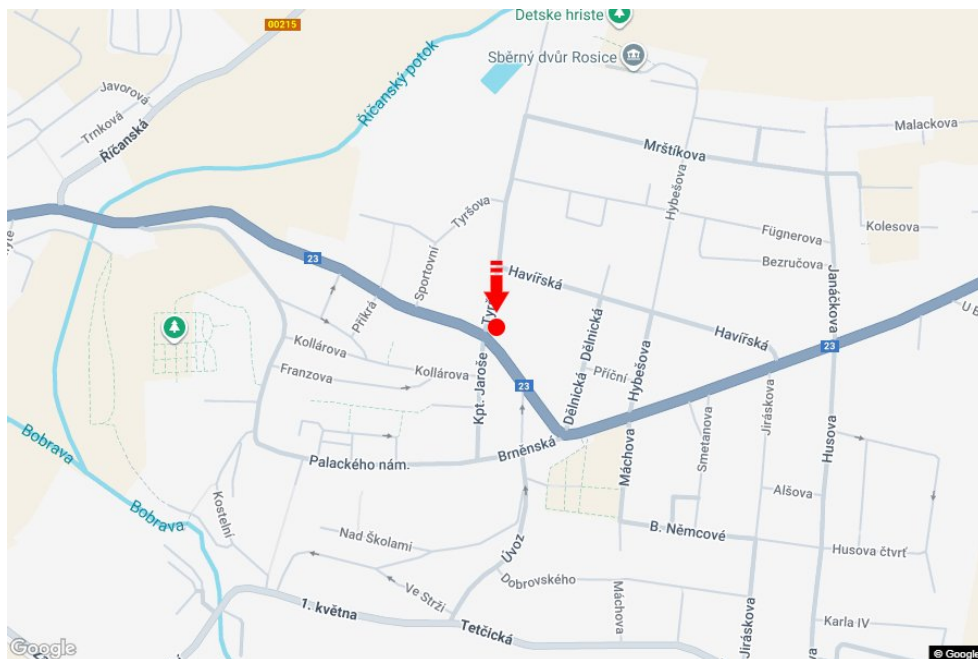 Detske hriste
00215
Sběrný dvůr Rosice
Říčanský potok
Javorová
Trnková
Říčanská
Malackova
Mrštíkova
Hybešova
Kolesova
Tyršova
Fügnerova
Bezručova
Sportovní
Havířská
Janáčkova
23
Příkrá
Dělnická
Dělnická
Hybešova
Havířská
23
Kollárova
Kollárova
Franzova
Kpt. Jaroše
23
Příční
Jiráskova
Husova
Smetanova
Máchova
Brněnská
Palackého nám.
Bobrava
Bobrava
Kostelní
Alšova
Nad Školami
Úvoz
B. Němcové
Husova čtvrť
Ve Strži
Dobrovského
Máchova
1. května
Tetčická
Jiráskova
Karla IV
Google
© Google